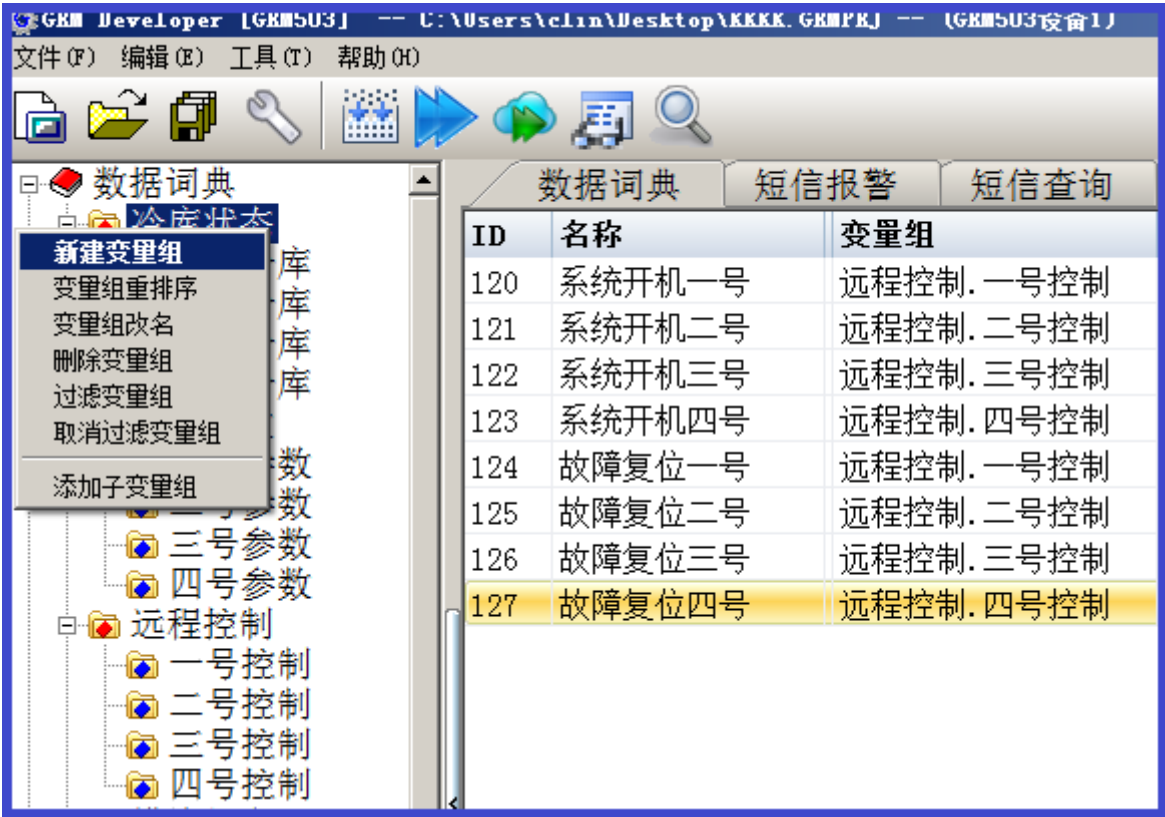 GRM Developer [GRM503] -- C:\Users\clin\Desktop\KKKK.GRMPRJ -- (GRM503设备1)
文件(F) 编辑(E) 工具(T) 帮助(H)
数据词典
冷库状态
新建变量组
变量组重排序
变量组改名
删除变量组
过滤变量组
取消过滤变量组
添加子变量组
库
库
库
库
参数
二号参数
三号参数
四号参数
远程控制
一号控制
二号控制
三号控制
四号控制
数据词典 短信报警 短信查询
ID 名称 变量组
120 系统开机一号 远程控制.一号控制
121 系统开机二号 远程控制.二号控制
122 系统开机三号 远程控制.三号控制
123 系统开机四号 远程控制.四号控制
124 故障复位一号 远程控制.一号控制
125 故障复位二号 远程控制.二号控制
126 故障复位三号 远程控制.三号控制
127 故障复位四号 远程控制.四号控制